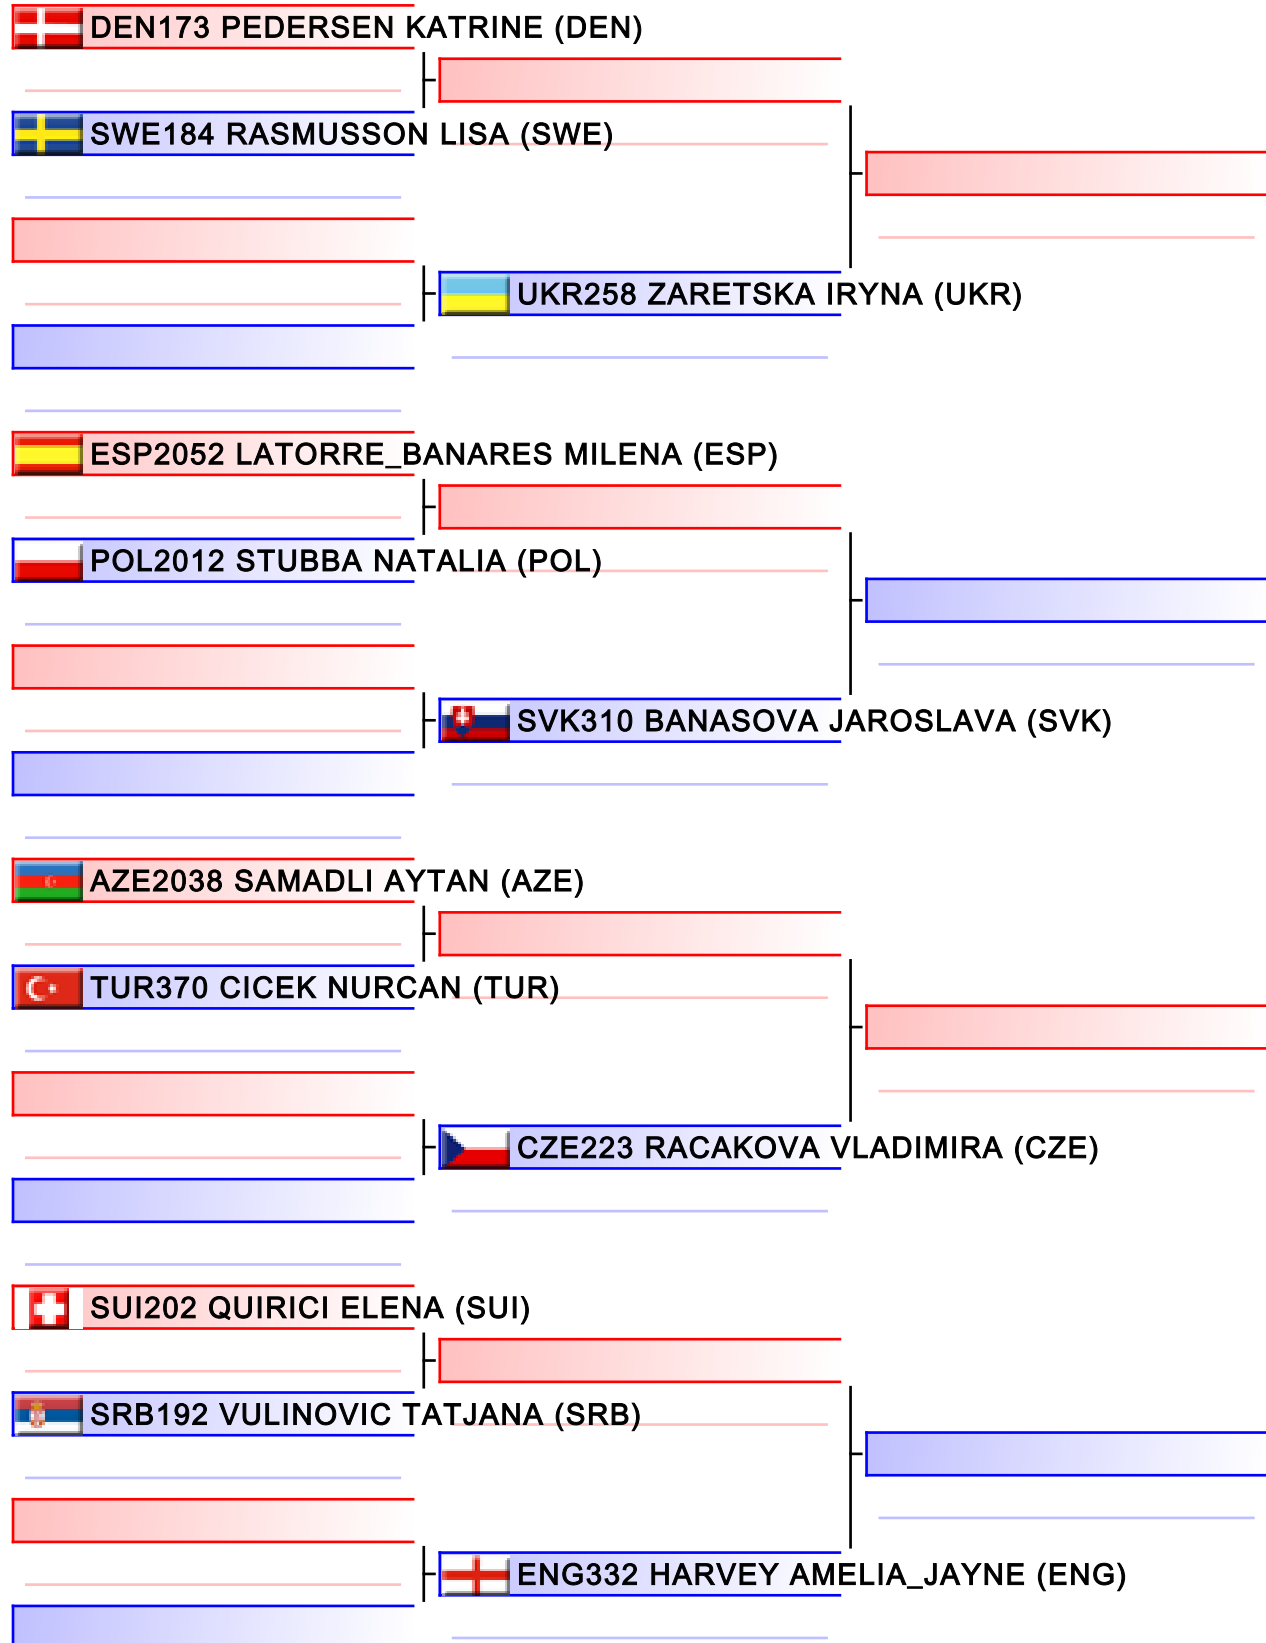 DEN173 PEDERSEN KATRINE (DEN)
SWE184 RASMUSSON LISA (SWE)
UKR258 ZARETSKA IRYNA (UKR)
ESP2052 LATORRE_BANARES MILENA (ESP)
POL2012 STUBBA NATALIA (POL)
SVK310 BANASOVA JAROSLAVA (SVK)
AZE2038 SAMADLI AYTAN (AZE)
TUR370 CICEK NURCAN (TUR)
CZE223 RACAKOVA VLADIMIRA (CZE)
SUI202 QUIRICI ELENA (SUI)
SRB192 VULINOVIC TATJANA (SRB)
ENG332 HARVEY AMELIA_JAYNE (ENG)